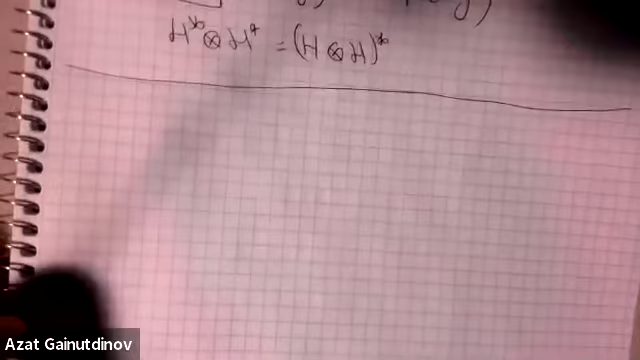 H* ⊗ H* = (H ⊗ H)*
Azat Gainutdinov